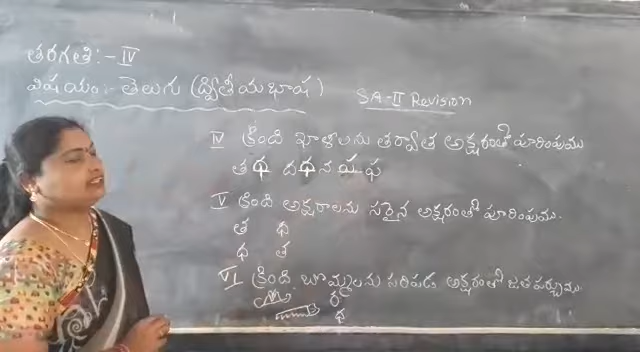 తరగతి:- IV
విషయం:- తెలుగు (ద్వితీయభాష)
SA-II Revision
IV క్రింది ఖాళీలను తర్వాత అక్షరంతో పూరింపుము
త థ ద ధ న ప ఫ
V క్రింది అక్షరాలను సరైన అక్షరంతో పూరింపుము.
త ధ
ధ త
VI క్రింది బొమ్మలను సరిపడ అక్షరంతో జతపర్చుము